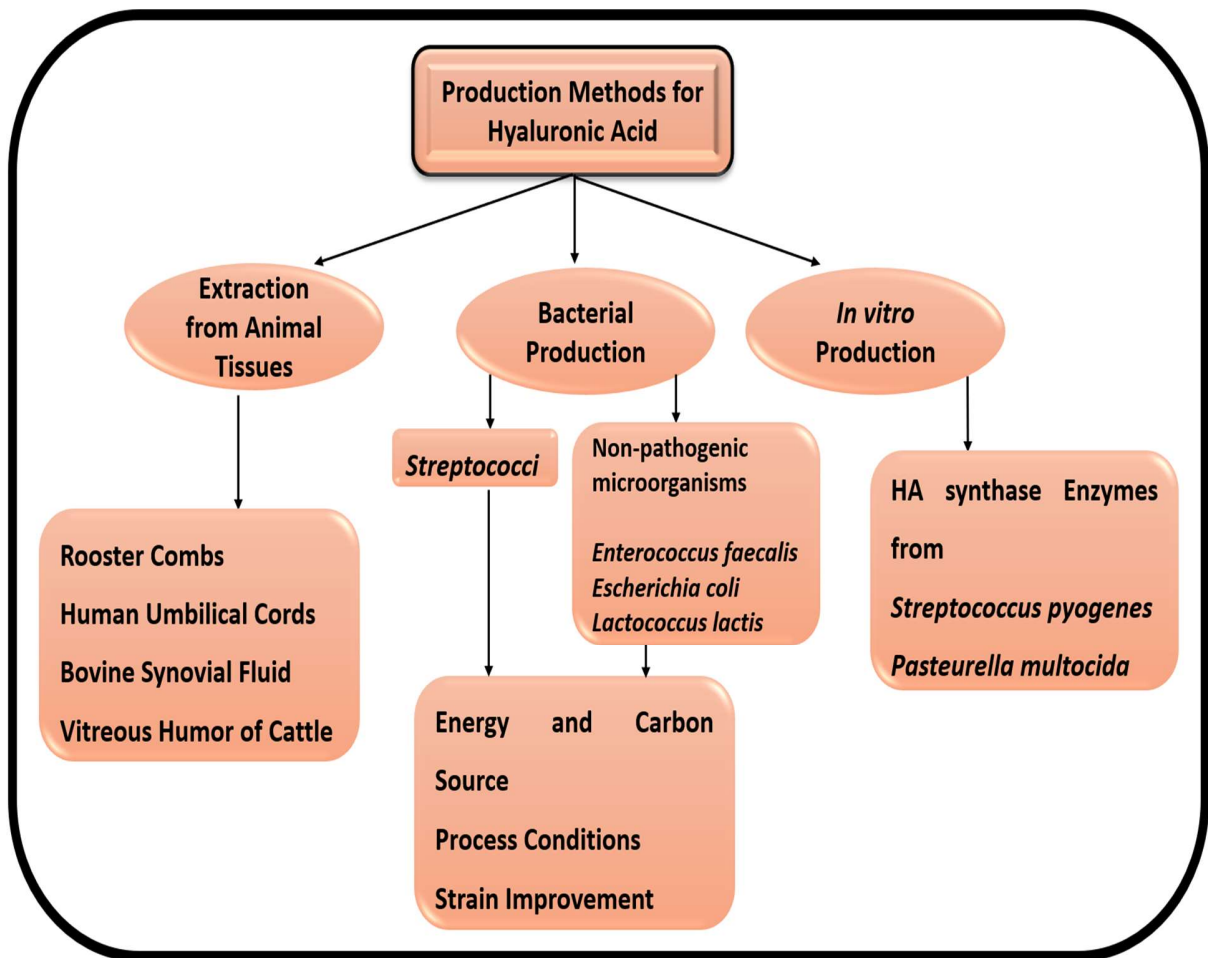 Production Methods for
Hyaluronic Acid
Extraction
from Animal
Tissues
Bacterial
Production
In vitro
Production
Rooster Combs
Human Umbilical Cords
Bovine Synovial Fluid
Vitreous Humor of Cattle
Streptococci
Non-pathogenic
microorganisms
Enterococcus faecalis
Escherichia coli
Lactococcus lactis
HA synthase Enzymes
from
Streptococcus pyogenes
Pasteurella multocida
Energy and Carbon
Source
Process Conditions
Strain Improvement